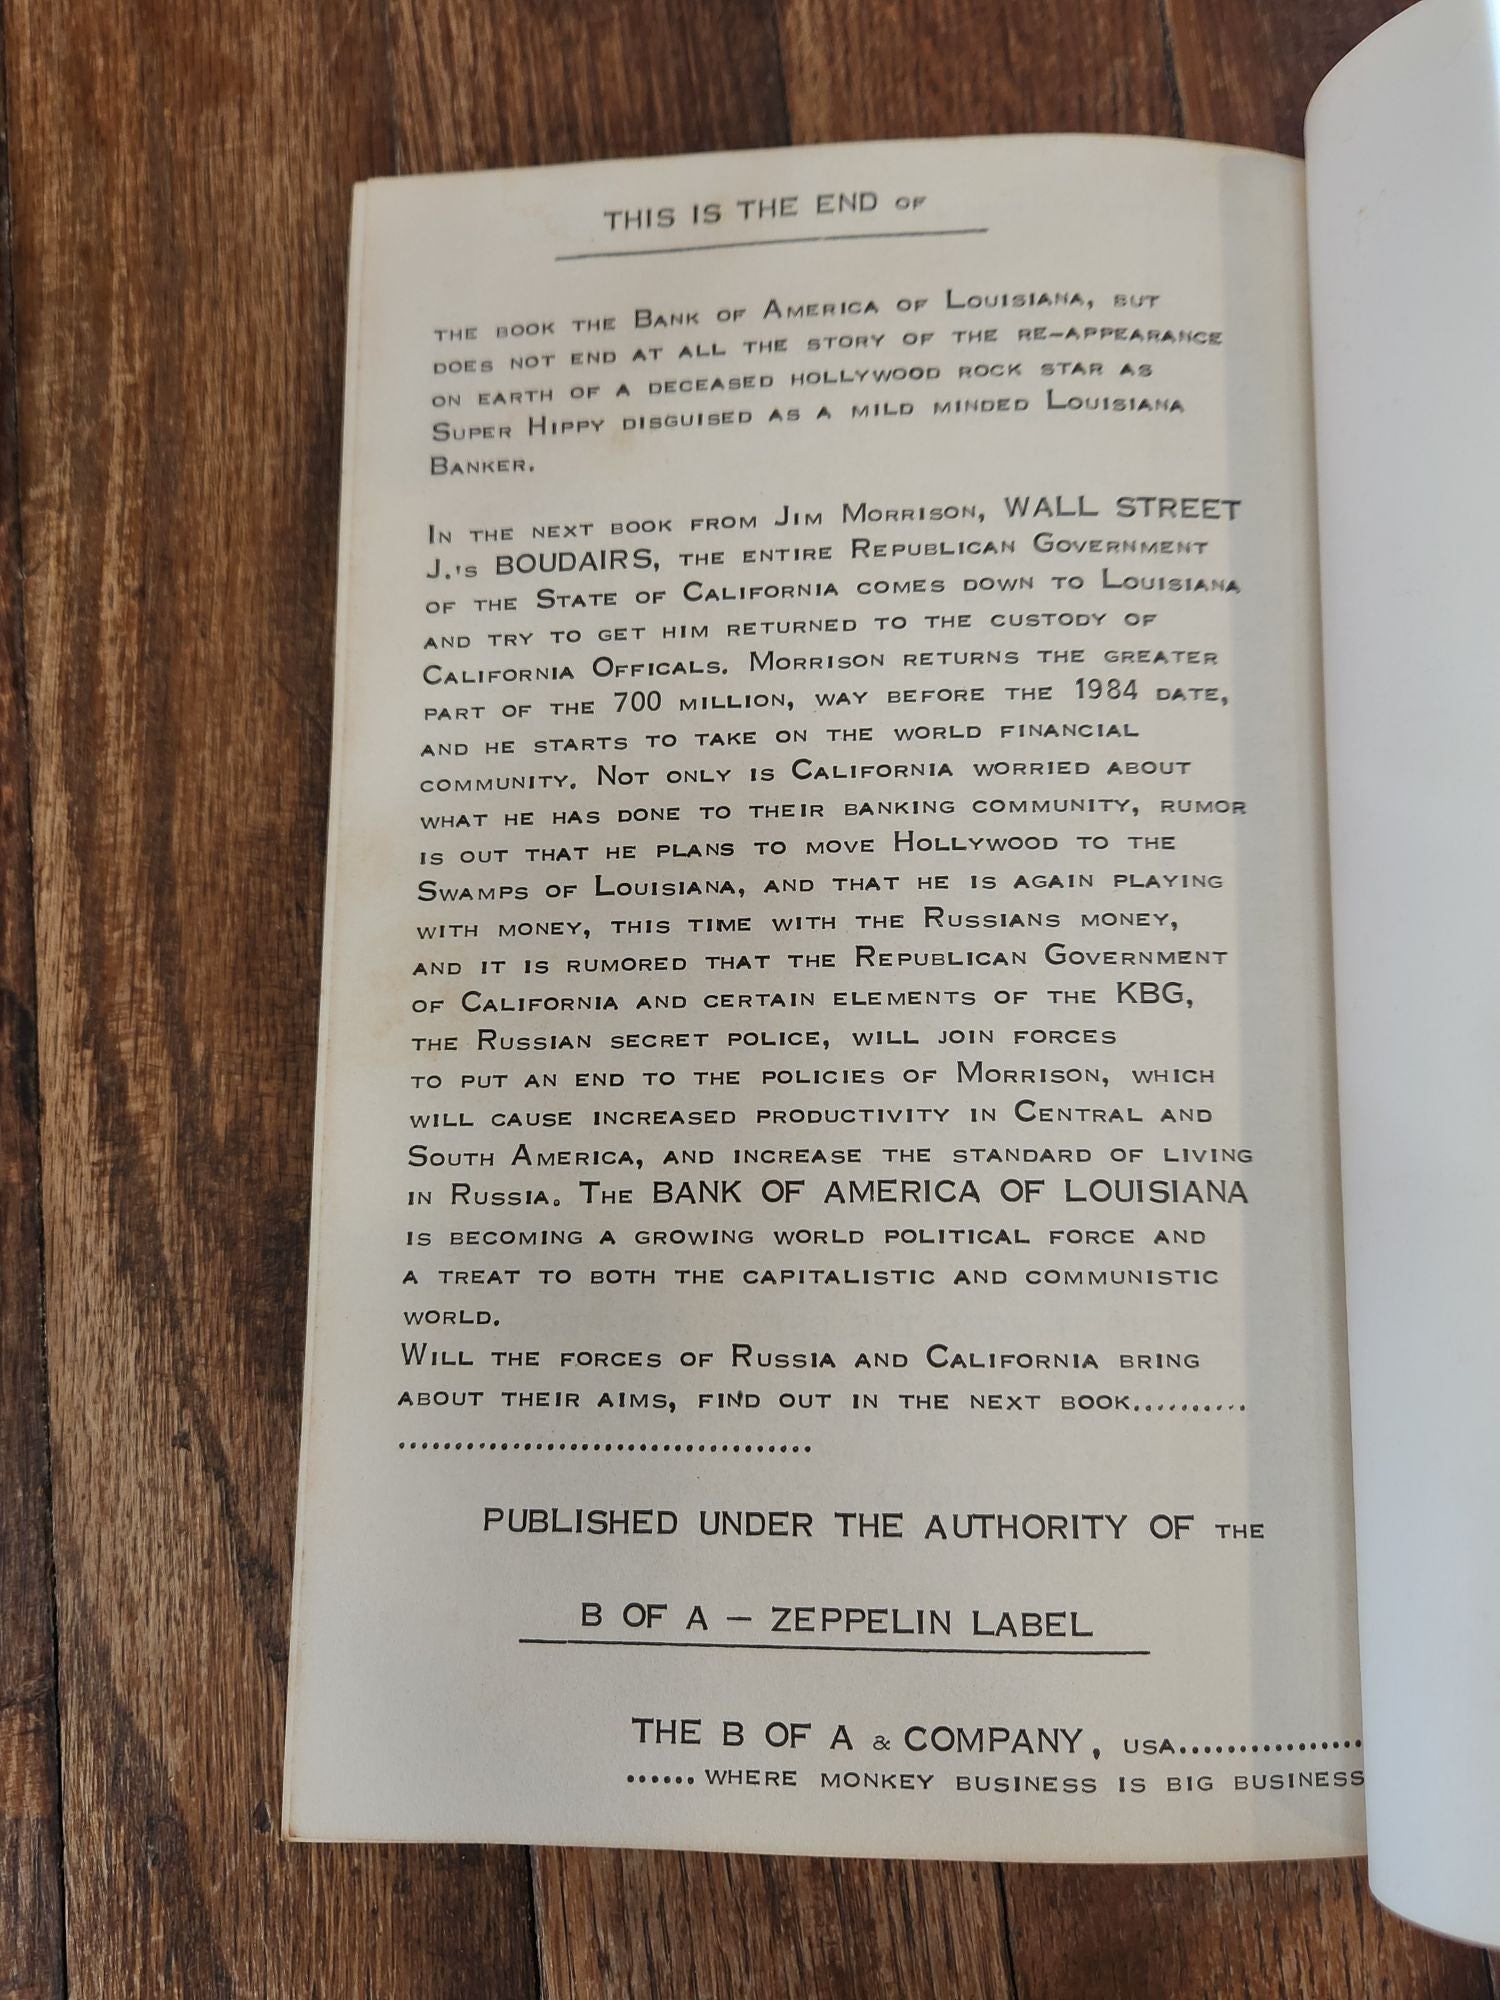 THIS IS THE END OF
THE BOOK THE BANK OF AMERICA OF LOUISIANA, BUT
DOES NOT END AT ALL THE STORY OF THE RE-APPEARANCE
ON EARTH OF A DECEASED HOLLYWOOD ROCK STAR AS
SUPER HIPPY DISGUISED AS A MILD MINDED LOUISIANA
BANKER.
IN THE NEXT BOOK FROM JIM MORRISON, WALL STREET
J.'S BOUDAIRS, THE ENTIRE REPUBLICAN GOVERNMENT
OF THE STATE OF CALIFORNIA COMES DOWN TO LOUISIANA
AND TRY TO GET HIM RETURNED TO THE CUSTODY OF
CALIFORNIA OFFICALS. MORRISON RETURNS THE GREATER
PART OF THE 700 MILLION, WAY BEFORE THE 1984 DATE,
AND HE STARTS TO TAKE ON THE WORLD FINANCIAL
COMMUNITY. NOT ONLY IS CALIFORNIA WORRIED ABOUT
WHAT HE HAS DONE TO THEIR BANKING COMMUNITY, RUMOR
IS OUT THAT HE PLANS TO MOVE HOLLYWOOD TO THE
SWAMPS OF LOUISIANA, AND THAT HE IS AGAIN PLAYING
WITH MONEY, THIS TIME WITH THE RUSSIANS MONEY,
AND IT IS RUMORED THAT THE REPUBLICAN GOVERNMENT
OF CALIFORNIA AND CERTAIN ELEMENTS OF THE KBG,
THE RUSSIAN SECRET POLICE, WILL JOIN FORCES
TO PUT AN END TO THE POLICIES OF MORRISON, WHICH
WILL CAUSE INCREASED PRODUCTIVITY IN CENTRAL AND
SOUTH AMERICA, AND INCREASE THE STANDARD OF LIVING
IN RUSSIA. THE BANK OF AMERICA OF LOUISIANA
IS BECOMING A GROWING WORLD POLITICAL FORCE AND
A TREAT TO BOTH THE CAPITALISTIC AND COMMUNISTIC
WORLD.
WILL THE FORCES OF RUSSIA AND CALIFORNIA BRING
ABOUT THEIR AIMS, FIND OUT IN THE NEXT BOOK..........
.....................................
PUBLISHED UNDER THE AUTHORITY OF THE
B OF A - ZEPPELIN LABEL
THE B OF A & COMPANY, USA................
......WHERE MONKEY BUSINESS IS BIG BUSINESS